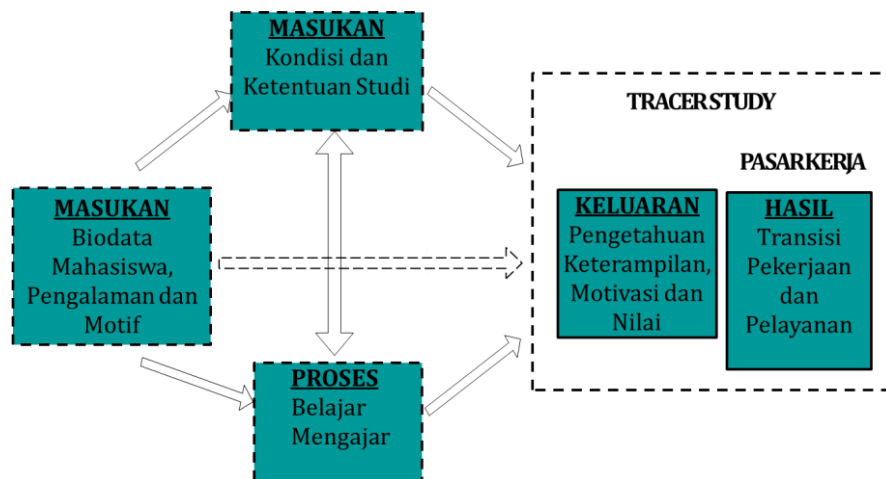 MASUKAN
Kondisi dan
Ketentuan Studi
TRACER STUDY
PASAR KERJA
MASUKAN
Biodata
Mahasiswa,
Pengalaman dan
Motif
KELUARAN
Pengetahuan
Keterampilan,
Motivasi dan
Nilai
HASIL
Transisi
Pekerjaan
dan
Pelayanan
PROSES
Belajar
Mengajar